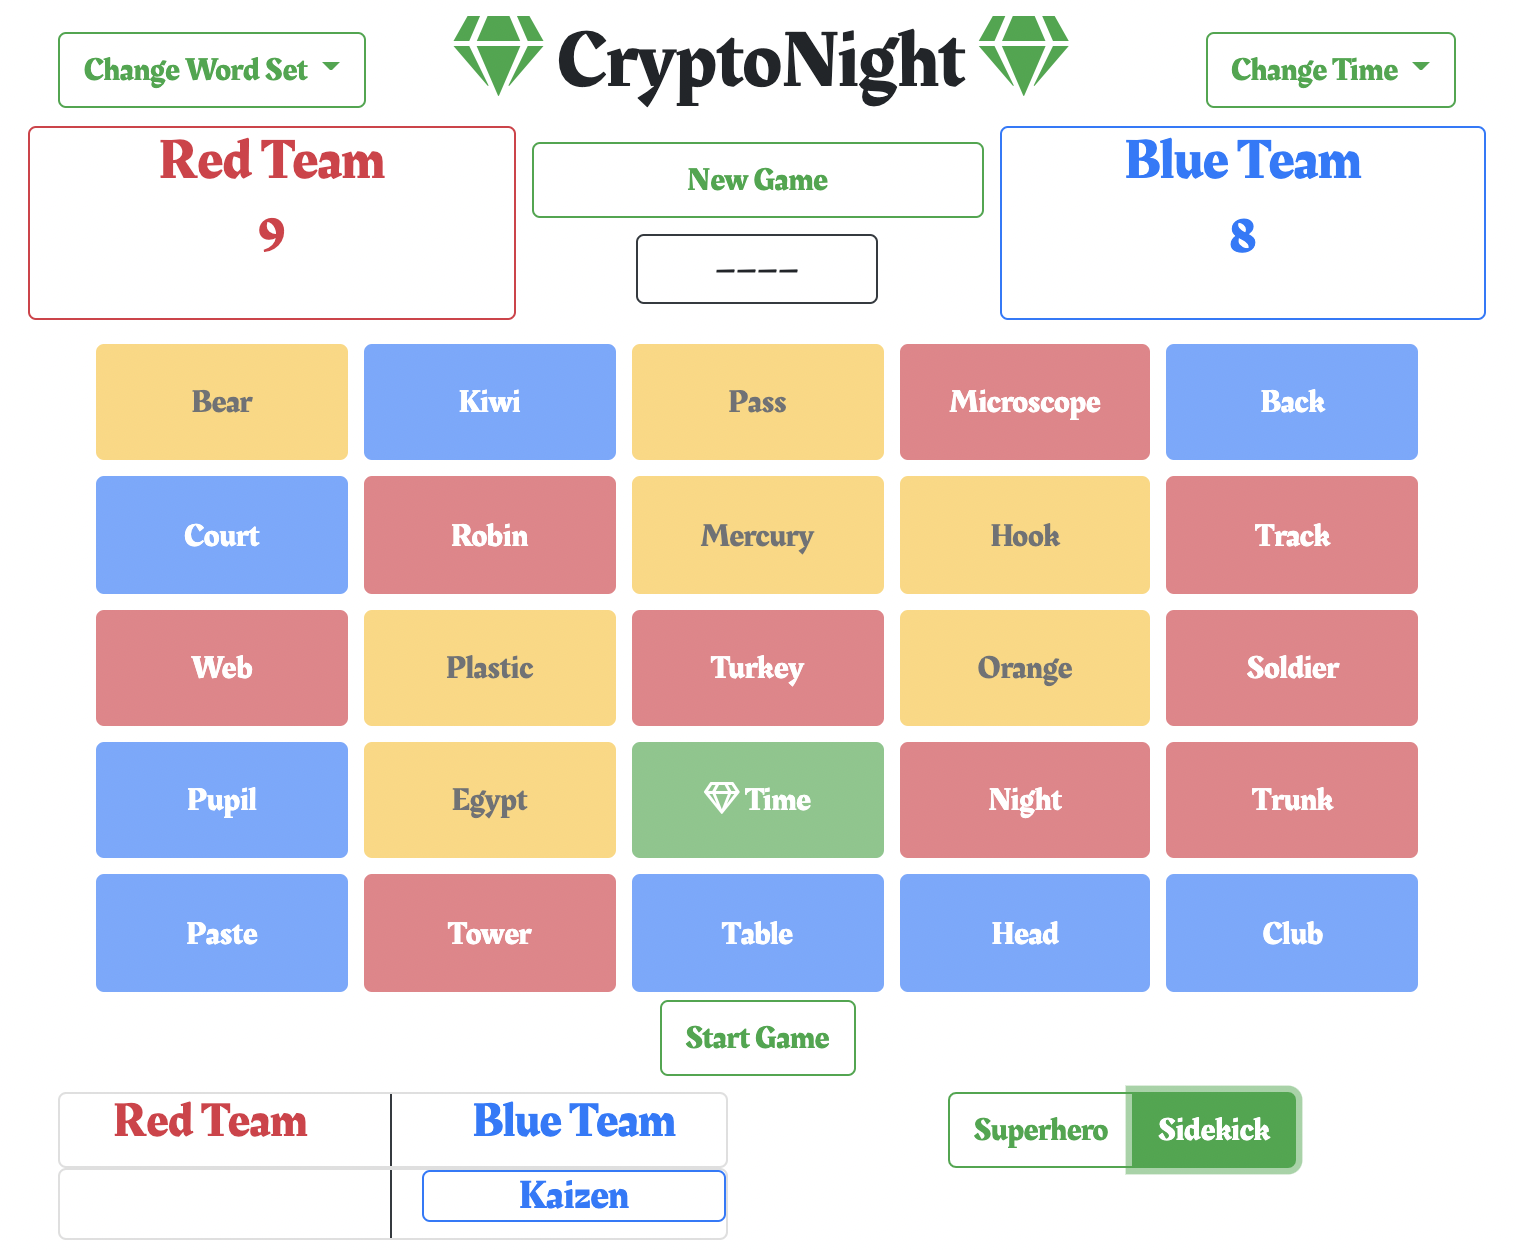 Change Word Set
CryptoNight
Change Time
Red Team
9
New Game
----
Blue Team
8
Bear
Kiwi
Pass
Microscope
Back
Court
Robin
Mercury
Hook
Track
Web
Plastic
Turkey
Orange
Soldier
Pupil
Egypt
Time
Night
Trunk
Paste
Tower
Table
Head
Club
Start Game
Red Team
Blue Team
Kaizen
Superhero
Sidekick